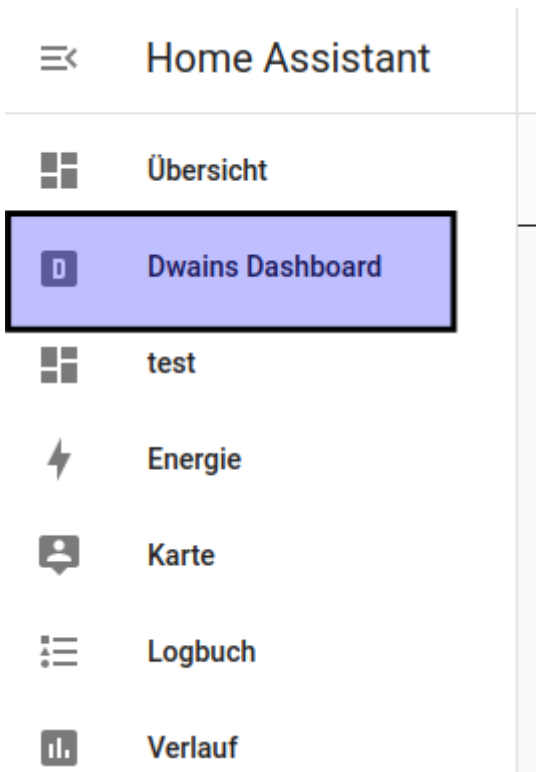 Home Assistant
Übersicht
D Dwains Dashboard
test
Energie
Karte
Logbuch
Verlauf